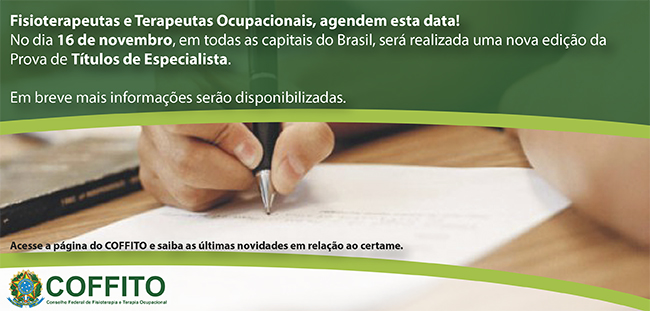 Fisioterapeutas e Terapeutas Ocupacionais, agendem esta data!
No dia 16 de novembro, em todas as capitais do Brasil, será realizada uma nova edição da
Prova de Títulos de Especialista.
Em breve mais informações serão disponibilizadas.
Acesse a página do COFFITO e saiba as últimas novidades em relação ao certame.
COFFITO
Conselho Federal de Fisioterapia e Terapia Ocupacional